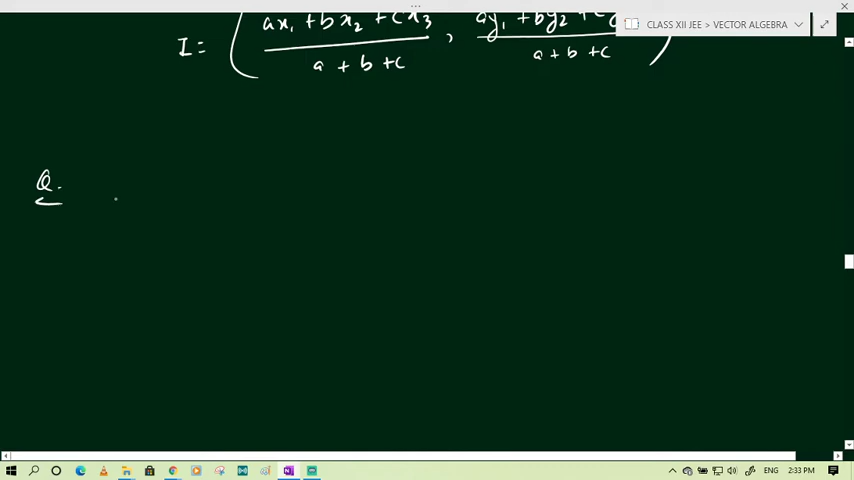 CLASS XII JEE > VECTOR ALGEBRA
I = ( ax₁ + bx₂ + cx₃ / a + b + c , ay₁ + by₂ + c / a + b + c )
Q.
ENG 2:33 PM